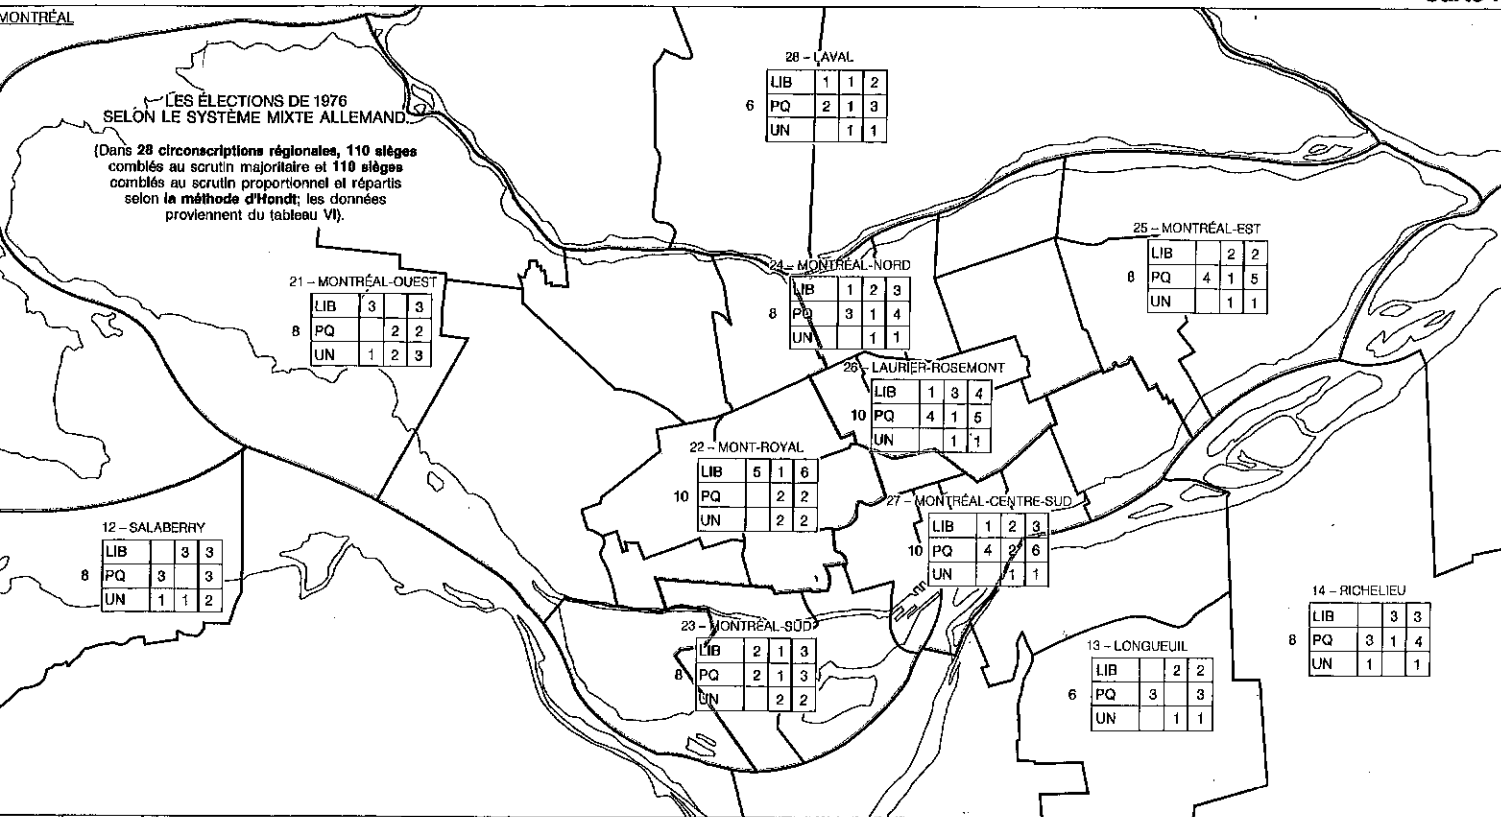 MONTRÉAL
LES ÉLECTIONS DE 1976
SELON LE SYSTÈME MIXTE ALLEMAND.
(Dans 28 circonscriptions régionales, 110 sièges
comblés au scrutin majoritaire et 110 sièges
comblés au scrutin proportionnel et répartis
selon la méthode d'Hondt; les données
proviennent du tableau VI).
28 – LAVAL
LIB 1 1 2
6 PQ 2 1 3
UN 1 1
25 – MONTRÉAL-EST
LIB 2 2
8 PQ 4 1 5
UN 1 1
24 – MONTRÉAL-NORD
LIB 1 2 3
8 PQ 3 1 4
UN 1 1
21 – MONTRÉAL-OUEST
LIB 3 3
8 PQ 2 2
UN 1 2 3
26 – LAURIER-ROSEMONT
LIB 1 3 4
10 PQ 4 1 5
UN 1 1
22 – MONT-ROYAL
LIB 5 1 6
10 PQ 2 2
UN 2 2
27 – MONTRÉAL-CENTRE-SUD
LIB 1 2 3
10 PQ 4 2 6
UN 1 1
12 – SALABERRY
LIB 3 3
8 PQ 3 3
UN 1 1 2
14 – RICHELIEU
LIB 3 3
8 PQ 3 1 4
UN 1 1
23 – MONTRÉAL-SUD
LIB 2 1 3
8 PQ 2 1 3
UN 2 2
13 – LONGUEUIL
LIB 2 2
6 PQ 3 3
UN 1 1